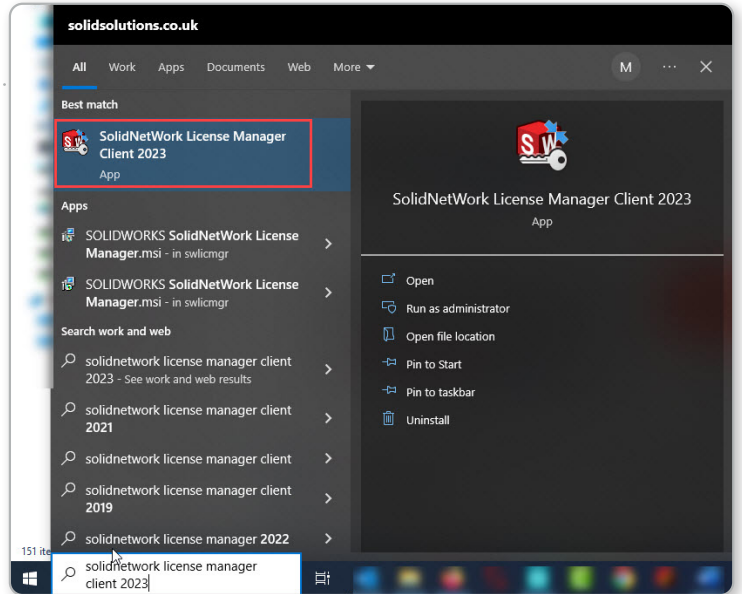 solidsolutions.co.uk
All Work Apps Documents Web More M ... 
Best match
SolidNetWork License Manager
Client 2023
App
Apps
SOLIDWORKS SolidNetWork License
Manager.msi - in swlicmgr
SOLIDWORKS SolidNetWork License
Manager.msi - in swlicmgr
Search work and web
solidnetwork license manager client
2023 - See work and web results
solidnetwork license manager client
2021
solidnetwork license manager client
solidnetwork license manager client
2019
solidnetwork license manager 2022
solidnetwork license manager
client 2023
SW
SolidNetWork License Manager Client 2023
App
Open
Run as administrator
Open file location
Pin to Start
Pin to taskbar
Uninstall
151 ite